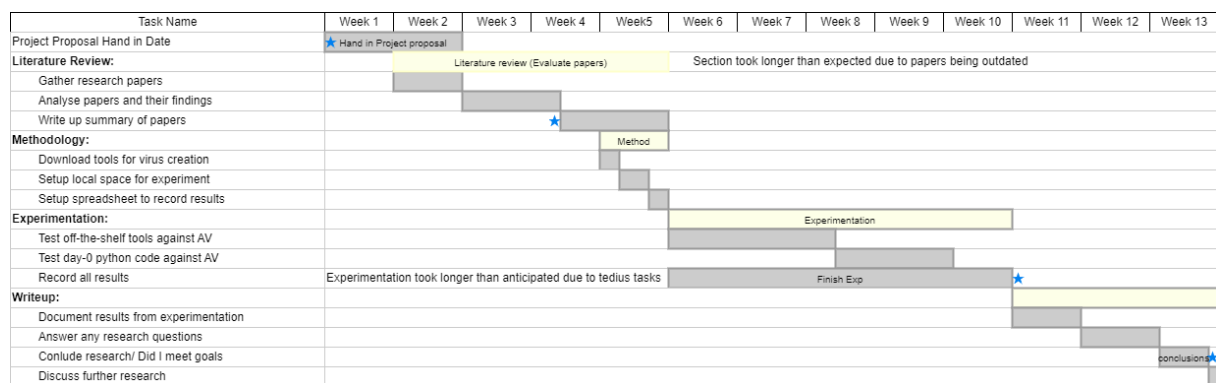 Task Name Week 1 Week 2 Week 3 Week 4 Week5 Week 6 Week 7 Week 8 Week 9 Week 10 Week 11 Week 12 Week 13
Project Proposal Hand in Date Hand in Project proposal
Literature Review: Literature review (Evaluate papers) Section took longer than expected due to papers being outdated
Gather research papers
Analyse papers and their findings
Write up summary of papers
Methodology: Method
Download tools for virus creation
Setup local space for experiment
Setup spreadsheet to record results
Experimentation: Experimentation
Test off-the-shelf tools against AV
Test day-0 python code against AV
Record all results Experimentation took longer than anticipated due to tedius tasks Finish Exp
Writeup:
Document results from experimentation
Answer any research questions
Conlude research/ Did I meet goals conclusions
Discuss further research